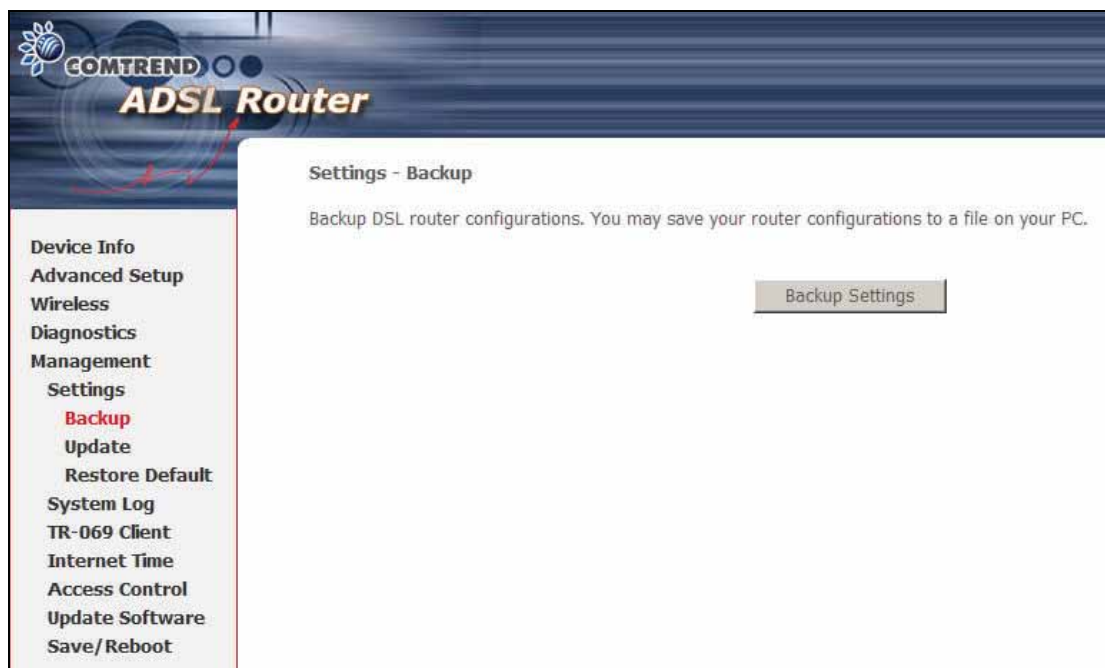 COMTREND
ADSL Router
Settings - Backup
Backup DSL router configurations. You may save your router configurations to a file on your PC.
Backup Settings
Device Info
Advanced Setup
Wireless
Diagnostics
Management
Settings
Backup
Update
Restore Default
System Log
TR-069 Client
Internet Time
Access Control
Update Software
Save/Reboot